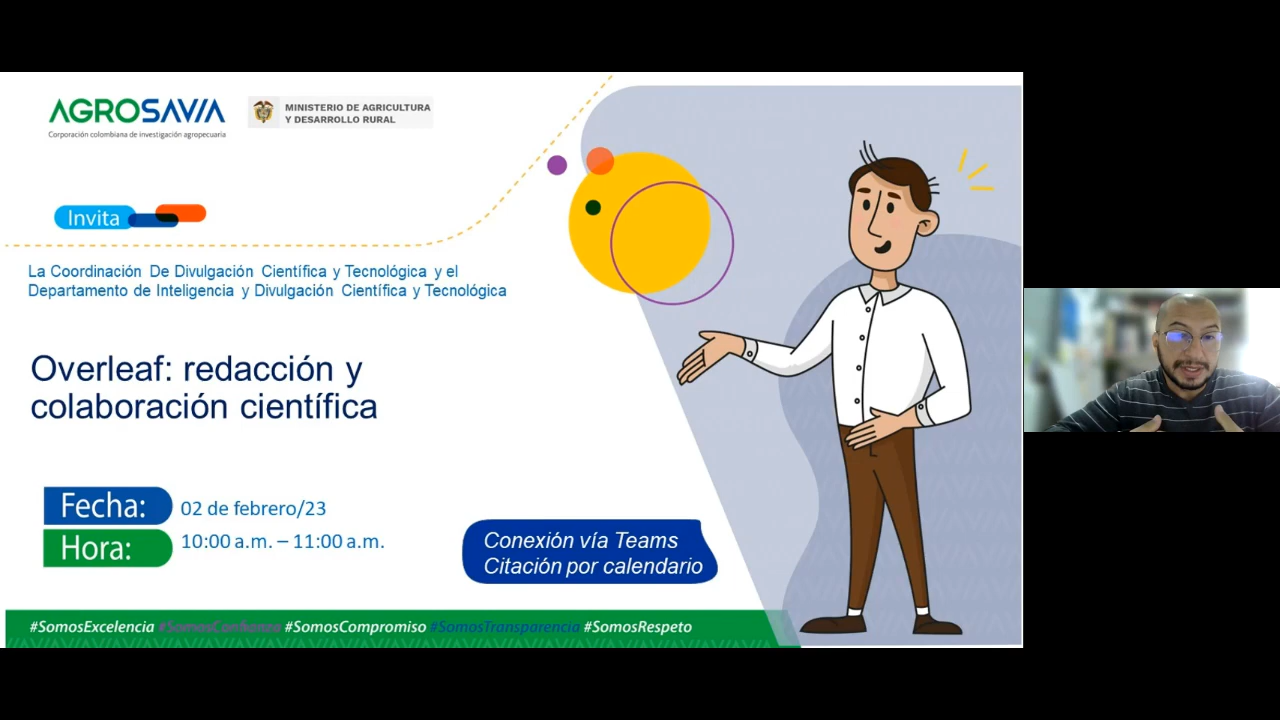 AGROSAVIA
Corporación colombiana de investigación agropecuaria
MINISTERIO DE AGRICULTURA
Y DESARROLLO RURAL
Invita
La Coordinación De Divulgación Científica y Tecnológica y el
Departamento de Inteligencia y Divulgación Científica y Tecnológica
Overleaf: redacción y
colaboración científica
Fecha: 02 de febrero/23
Hora: 10:00 a.m. – 11:00 a.m.
Conexión vía Teams
Citación por calendario
#SomosExcelencia #SomosConfianza #SomosCompromiso #SomosTransparencia #SomosRespeto